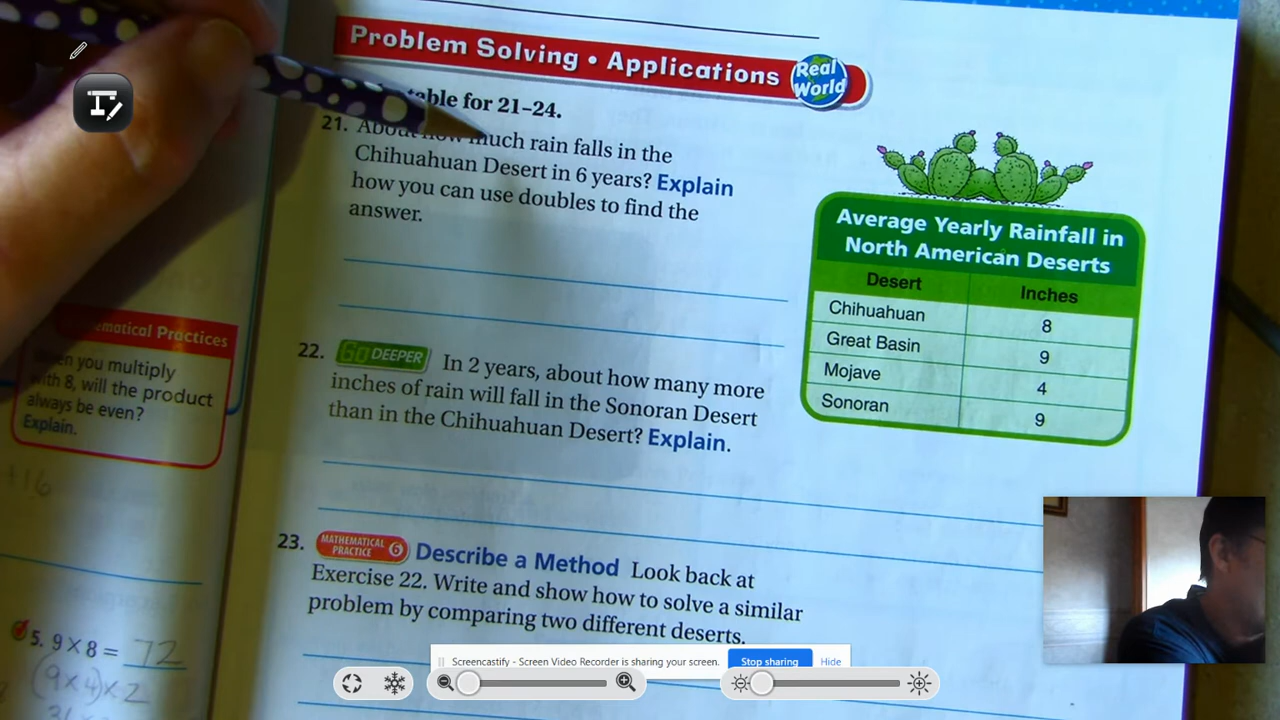 Problem Solving • Applications Real World
table for 21–24.
21. About how much rain falls in the
Chihuahuan Desert in 6 years? Explain
how you can use doubles to find the
answer.
Average Yearly Rainfall in
North American Deserts
Desert Inches
Chihuahuan 8
Great Basin 9
Mojave 4
Sonoran 9
22. Go DEEPER In 2 years, about how many more
inches of rain will fall in the Sonoran Desert
than in the Chihuahuan Desert? Explain.
23. MATHEMATICAL PRACTICE 6 Describe a Method Look back at
Exercise 22. Write and show how to solve a similar
problem by comparing two different deserts.
Mathematical Practices
When you multiply
with 8, will the product
always be even?
Explain.
+16
5. 9 × 8 = 72
(9×4)×2
Screencastify - Screen Video Recorder is sharing your screen. Stop sharing Hide